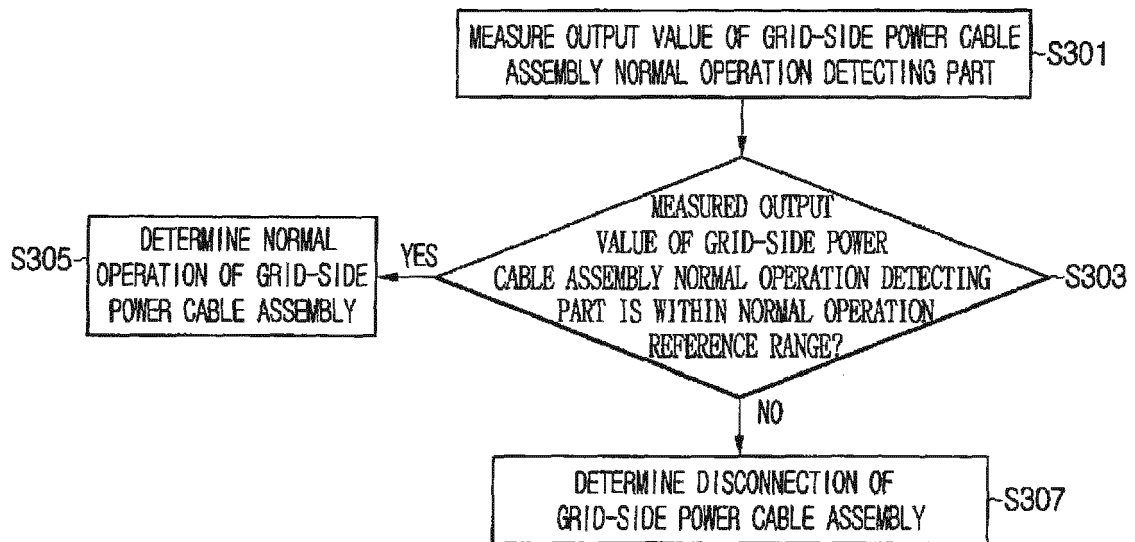 MEASURE OUTPUT VALUE OF GRID-SIDE POWER CABLE
ASSEMBLY NORMAL OPERATION DETECTING PART
S301
MEASURED OUTPUT
VALUE OF GRID-SIDE POWER
CABLE ASSEMBLY NORMAL OPERATION DETECTING
PART IS WITHIN NORMAL OPERATION
REFERENCE RANGE?
S303
YES
S305
DETERMINE NORMAL
OPERATION OF GRID-SIDE
POWER CABLE ASSEMBLY
NO
DETERMINE DISCONNECTION OF
GRID-SIDE POWER CABLE ASSEMBLY
S307